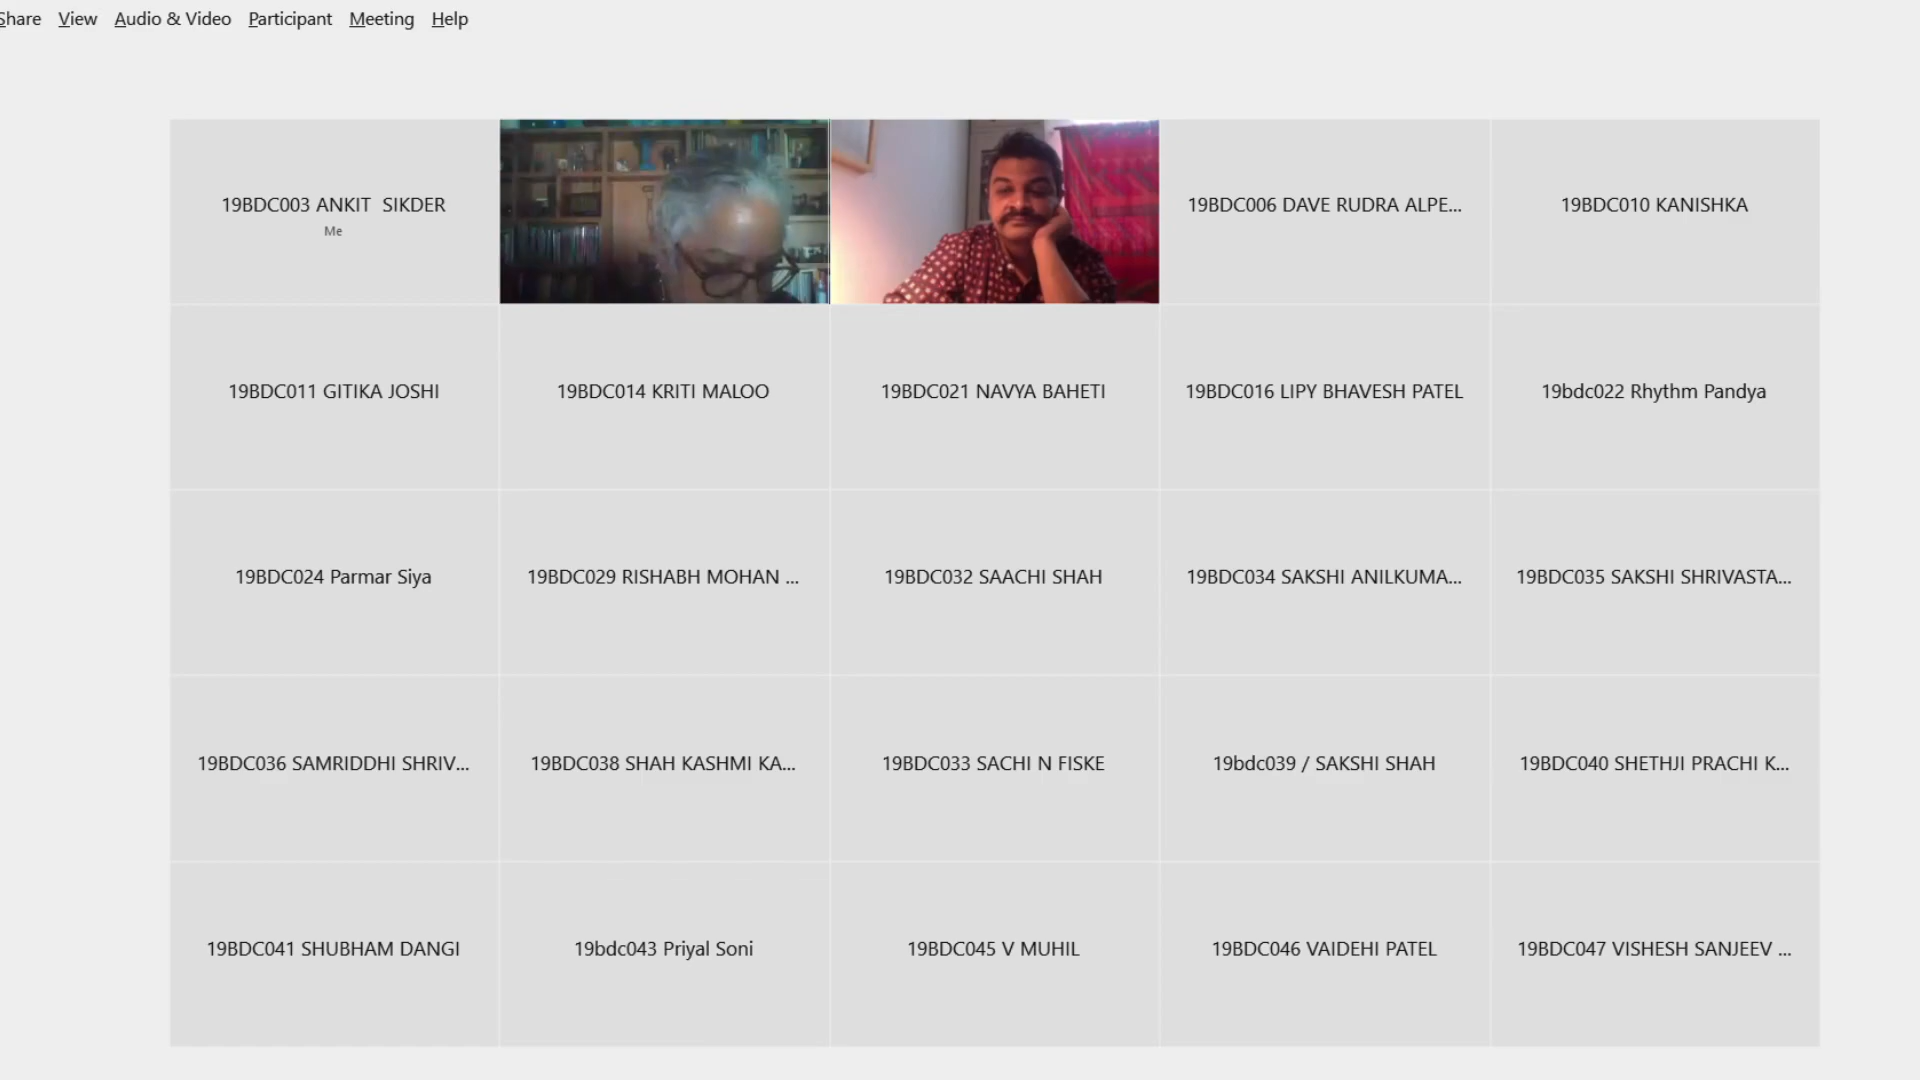 Share View Audio & Video Participant Meeting Help
19BDC003 ANKIT  SIKDER
Me
19BDC006 DAVE RUDRA ALPE...
19BDC010 KANISHKA
19BDC011 GITIKA JOSHI
19BDC014 KRITI MALOO
19BDC021 NAVYA BAHETI
19BDC016 LIPY BHAVESH PATEL
19bdc022 Rhythm Pandya
19BDC024 Parmar Siya
19BDC029 RISHABH MOHAN ...
19BDC032 SAACHI SHAH
19BDC034 SAKSHI ANILKUMA...
19BDC035 SAKSHI SHRIVASTA...
19BDC036 SAMRIDDHI SHRIV...
19BDC038 SHAH KASHMI KA...
19BDC033 SACHI N FISKE
19bdc039 / SAKSHI SHAH
19BDC040 SHETHJI PRACHI K...
19BDC041 SHUBHAM DANGI
19bdc043 Priyal Soni
19BDC045 V MUHIL
19BDC046 VAIDEHI PATEL
19BDC047 VISHESH SANJEEV ...